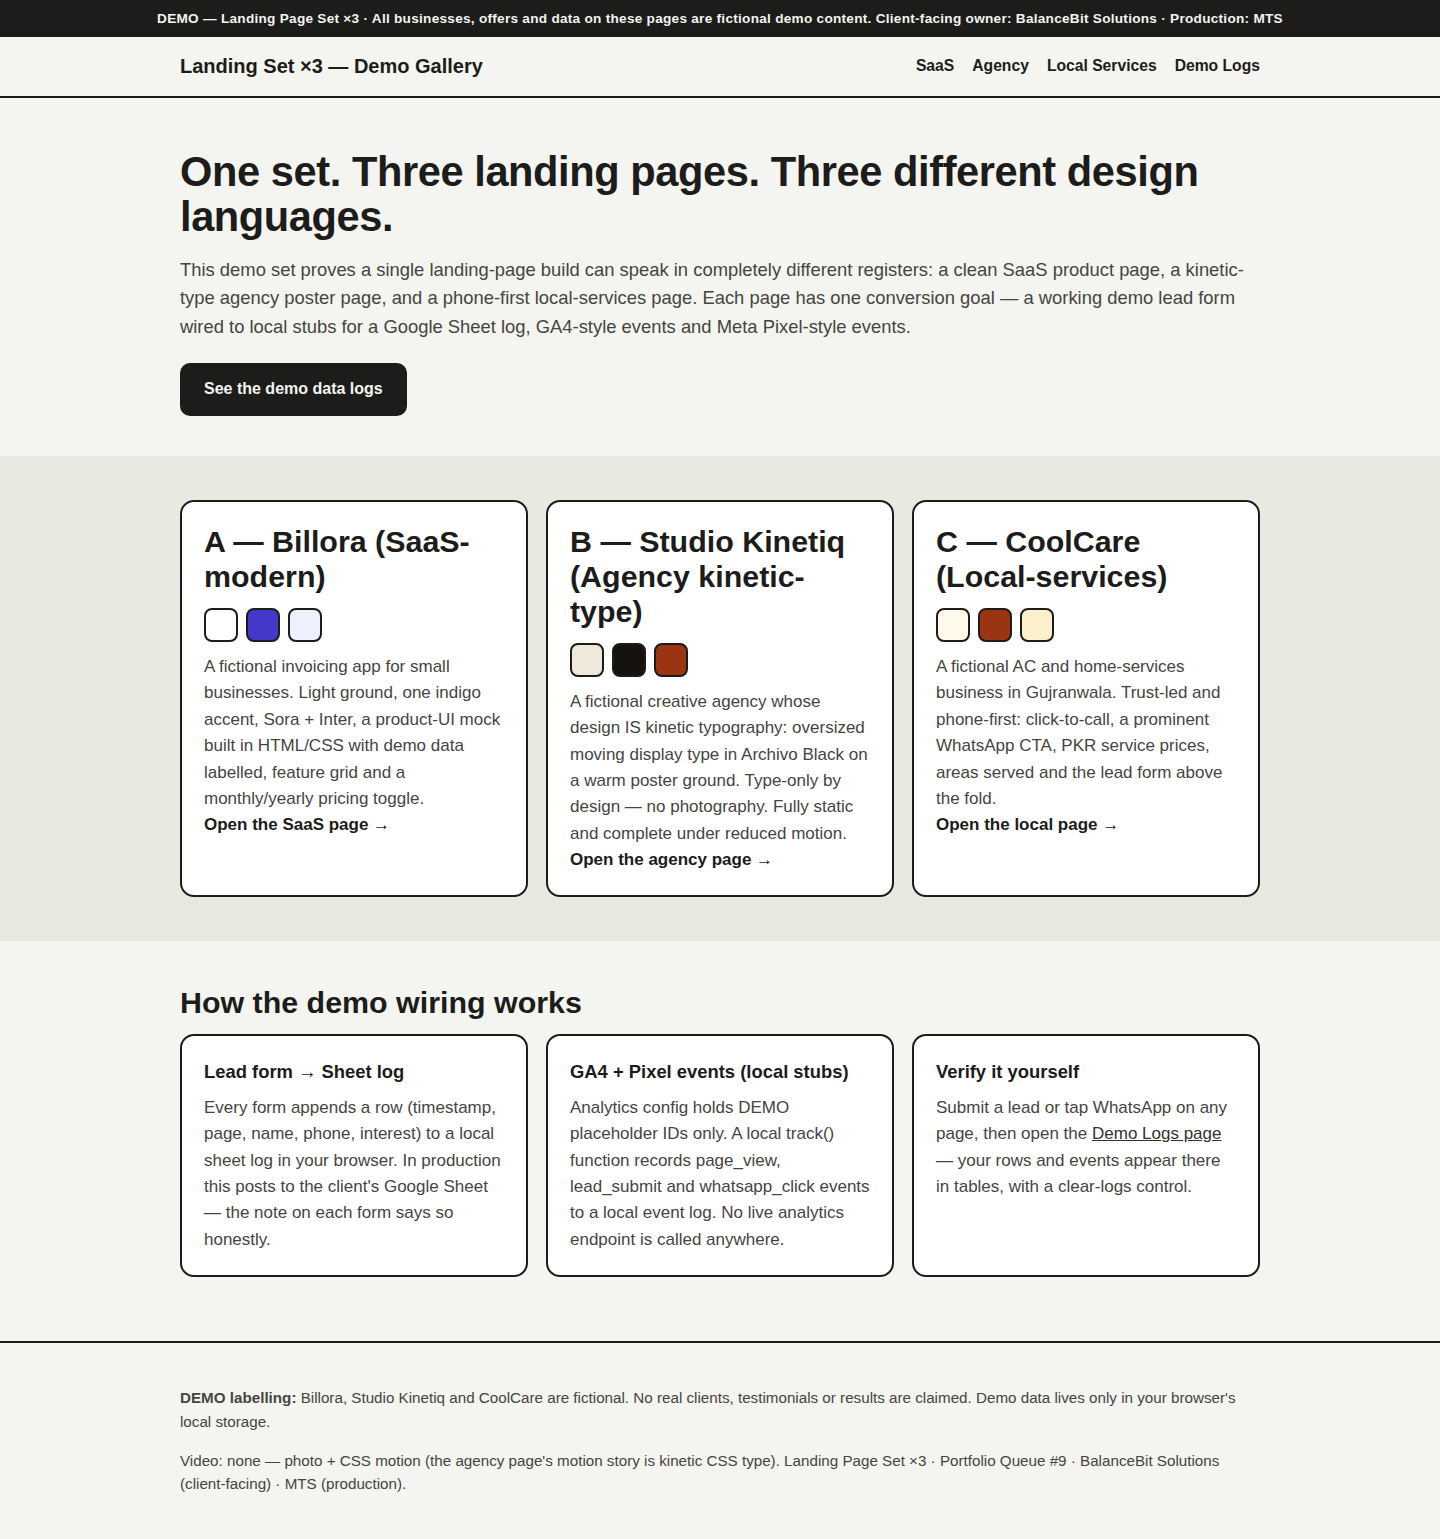 DEMO — Landing Page Set ×3 · All businesses, offers and data on these pages are fictional demo content. Client-facing owner: BalanceBit Solutions · Production: MTS
Landing Set ×3 — Demo Gallery
SaaS Agency Local Services Demo Logs
One set. Three landing pages. Three different design
languages.
This demo set proves a single landing-page build can speak in completely different registers: a clean SaaS product page, a kinetic-
type agency poster page, and a phone-first local-services page. Each page has one conversion goal — a working demo lead form
wired to local stubs for a Google Sheet log, GA4-style events and Meta Pixel-style events.
See the demo data logs
A — Billora (SaaS-
modern)
A fictional invoicing app for small
businesses. Light ground, one indigo
accent, Sora + Inter, a product-UI mock
built in HTML/CSS with demo data
labelled, feature grid and a
monthly/yearly pricing toggle.
Open the SaaS page →
B — Studio Kinetiq
(Agency kinetic-
type)
A fictional creative agency whose
design IS kinetic typography: oversized
moving display type in Archivo Black on
a warm poster ground. Type-only by
design — no photography. Fully static
and complete under reduced motion.
Open the agency page →
C — CoolCare
(Local-services)
A fictional AC and home-services
business in Gujranwala. Trust-led and
phone-first: click-to-call, a prominent
WhatsApp CTA, PKR service prices,
areas served and the lead form above
the fold.
Open the local page →
How the demo wiring works
Lead form → Sheet log
Every form appends a row (timestamp,
page, name, phone, interest) to a local
sheet log in your browser. In production
this posts to the client's Google Sheet
— the note on each form says so
honestly.
GA4 + Pixel events (local stubs)
Analytics config holds DEMO
placeholder IDs only. A local track()
function records page_view,
lead_submit and whatsapp_click events
to a local event log. No live analytics
endpoint is called anywhere.
Verify it yourself
Submit a lead or tap WhatsApp on any
page, then open the Demo Logs page
— your rows and events appear there
in tables, with a clear-logs control.
DEMO labelling: Billora, Studio Kinetiq and CoolCare are fictional. No real clients, testimonials or results are claimed. Demo data lives only in your browser's
local storage.
Video: none — photo + CSS motion (the agency page's motion story is kinetic CSS type). Landing Page Set ×3 · Portfolio Queue #9 · BalanceBit Solutions
(client-facing) · MTS (production).